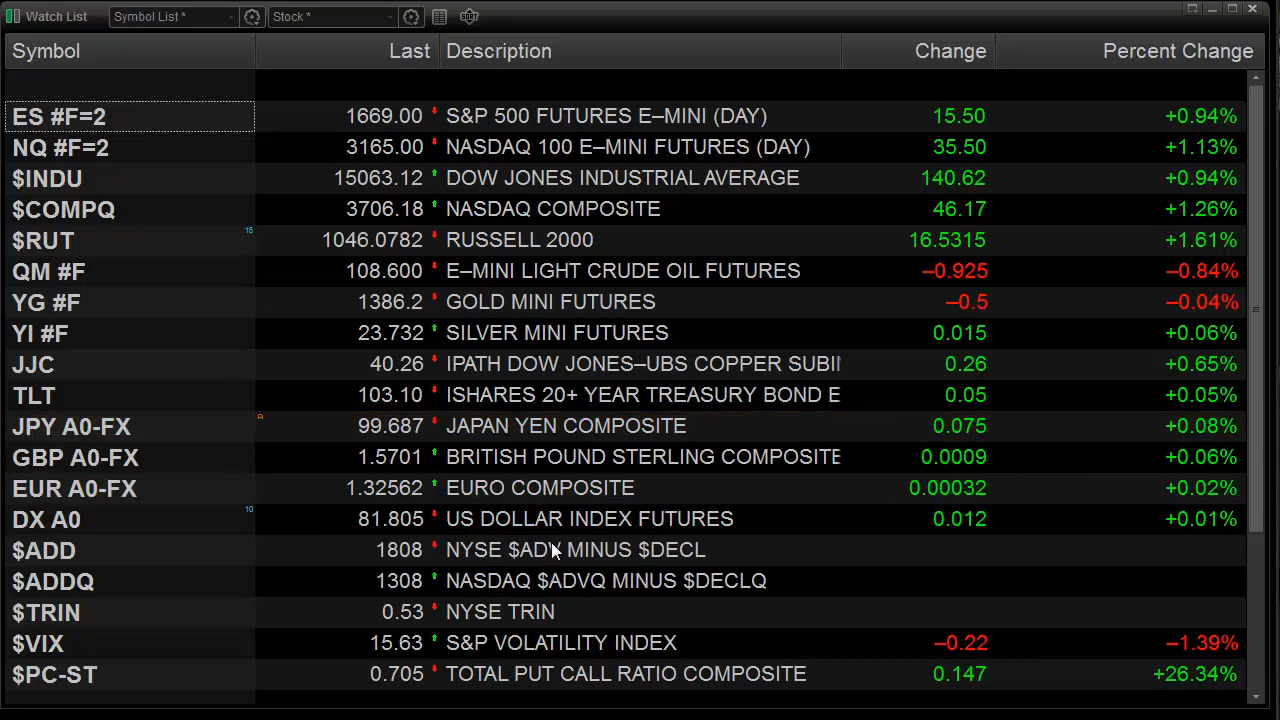 Watch List Symbol List * Stock *
Symbol Last Description Change Percent Change
ES #F=2 1669.00 S&P 500 FUTURES E–MINI (DAY) 15.50 +0.94%
NQ #F=2 3165.00 NASDAQ 100 E–MINI FUTURES (DAY) 35.50 +1.13%
$INDU 15063.12 DOW JONES INDUSTRIAL AVERAGE 140.62 +0.94%
$COMPQ 3706.18 NASDAQ COMPOSITE 46.17 +1.26%
$RUT 15 1046.0782 RUSSELL 2000 16.5315 +1.61%
QM #F 108.600 E–MINI LIGHT CRUDE OIL FUTURES –0.925 –0.84%
YG #F 1386.2 GOLD MINI FUTURES –0.5 –0.04%
YI #F 23.732 SILVER MINI FUTURES 0.015 +0.06%
JJC 40.26 IPATH DOW JONES–UBS COPPER SUBI 0.26 +0.65%
TLT 103.10 ISHARES 20+ YEAR TREASURY BOND E 0.05 +0.05%
JPY A0-FX A 99.687 JAPAN YEN COMPOSITE 0.075 +0.08%
GBP A0-FX 1.5701 BRITISH POUND STERLING COMPOSITE 0.0009 +0.06%
EUR A0-FX 1.32562 EURO COMPOSITE 0.00032 +0.02%
DX A0 10 81.805 US DOLLAR INDEX FUTURES 0.012 +0.01%
$ADD 1808 NYSE $ADV MINUS $DECL
$ADDQ 1308 NASDAQ $ADVQ MINUS $DECLQ
$TRIN 0.53 NYSE TRIN
$VIX 15.63 S&P VOLATILITY INDEX –0.22 –1.39%
$PC-ST 0.705 TOTAL PUT CALL RATIO COMPOSITE 0.147 +26.34%